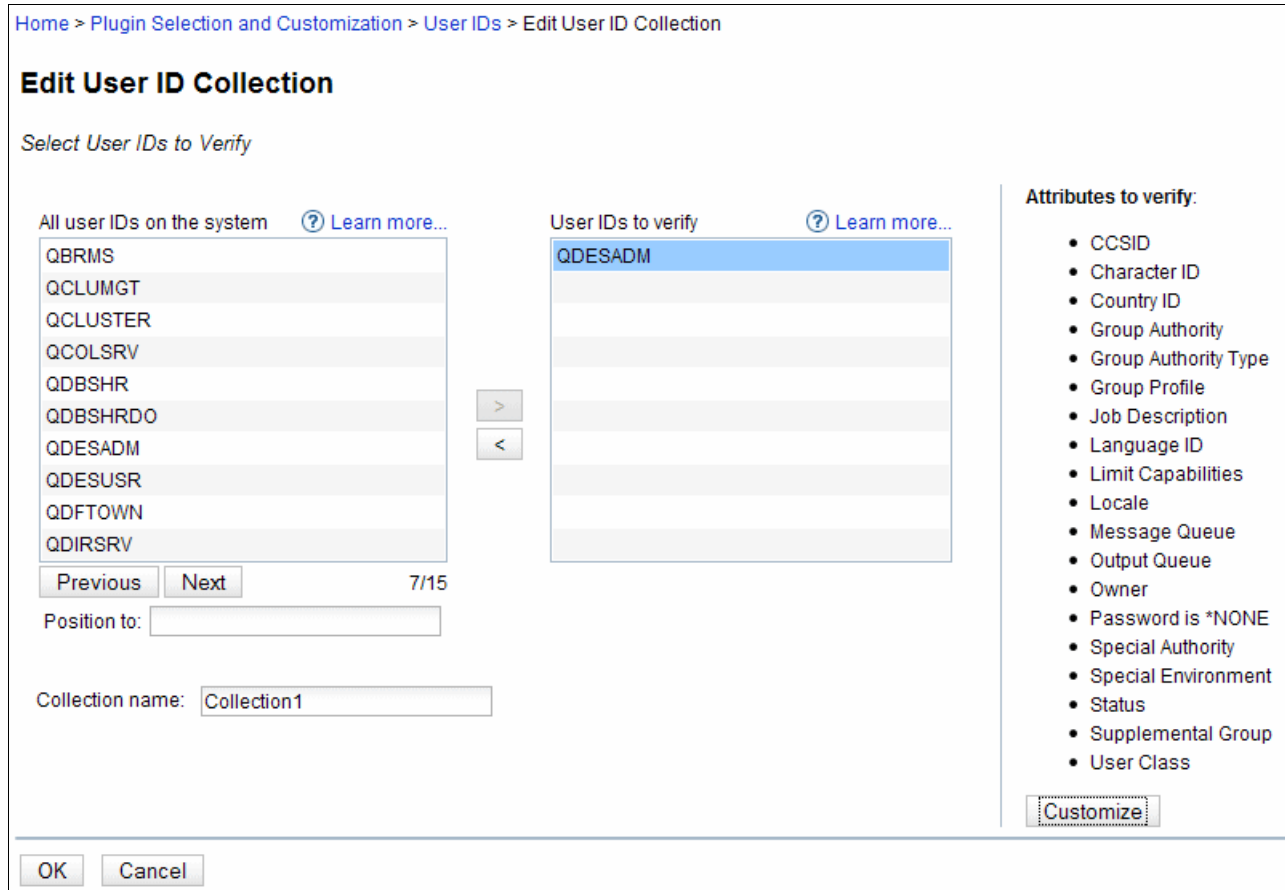 Home > Plugin Selection and Customization > User IDs > Edit User ID Collection
Edit User ID Collection
Select User IDs to Verify
All user IDs on the system ? Learn more...
QBRMS
QCLUMGT
QCLUSTER
QCOLSRV
QDBSHR
QDBSHRDO
QDESADM
QDESUSR
QDFTOWN
QDIRSRV
Previous Next 7/15
Position to:
Collection name: Collection1
>
<
User IDs to verify ? Learn more...
QDESADM
Attributes to verify:
• CCSID
• Character ID
• Country ID
• Group Authority
• Group Authority Type
• Group Profile
• Job Description
• Language ID
• Limit Capabilities
• Locale
• Message Queue
• Output Queue
• Owner
• Password is *NONE
• Special Authority
• Special Environment
• Status
• Supplemental Group
• User Class
Customize
OK Cancel